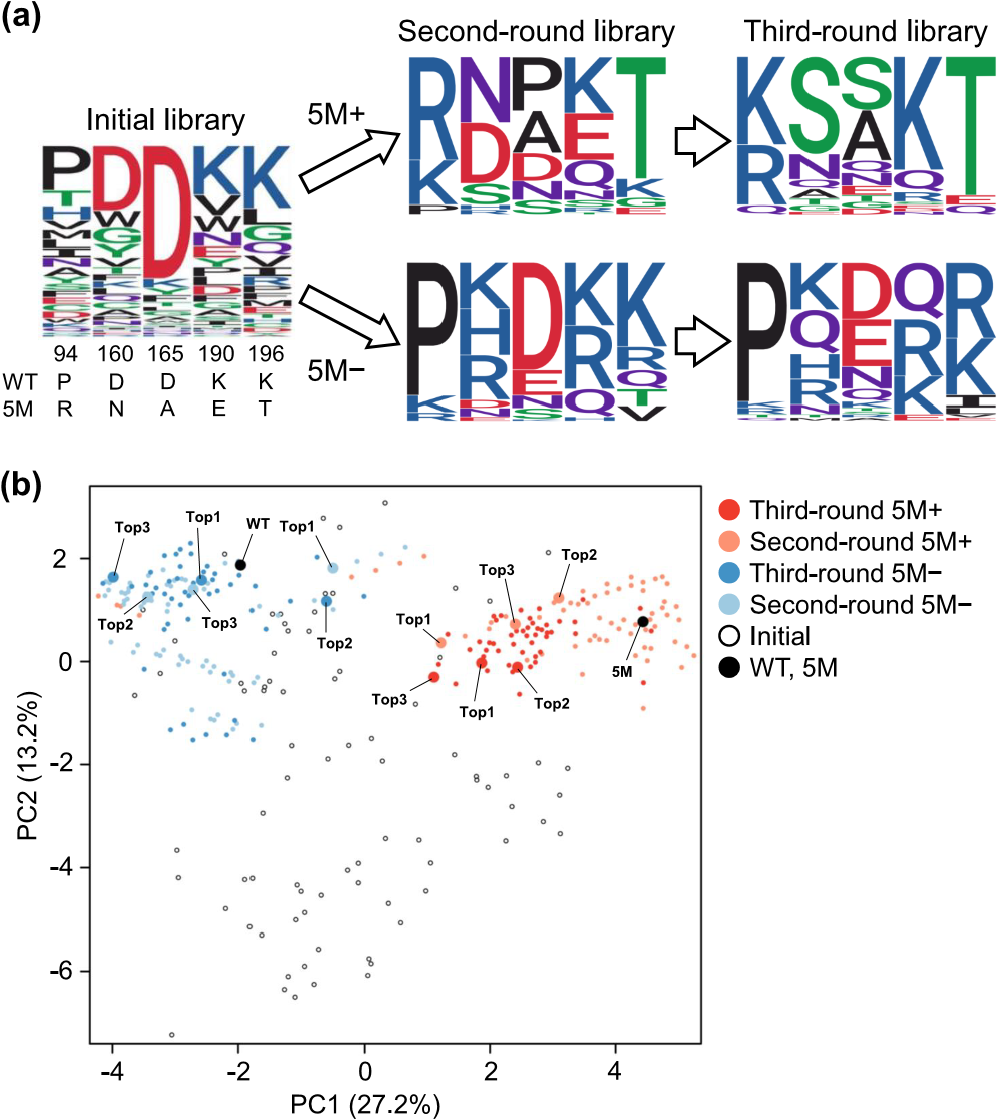 (a)
Second-round library
Third-round library
Initial library
5M+
5M−
R N P K T
K D A E K
P S D Q G
R N N E
S S
K S S K T
R N A Q E
Q Q Q Q
A N
T E
G G
P D D K K
T W V L
H G W Q
V Y N V
M T E I
P K D K K
H R R
R E Q Q
K D N T
R N S V
P K D Q R
Q E R K
H N K I
K R Q
R N K
94 160 165 190 196
WT P D D K K
5M R N A E T
(b)
PC2 (13.2%)
2
0
-2
-4
-6
Top3
Top1
WT
Top1
Top2
Top3
Top2
Top3
Top2
Top1
5M
Top3
Top1
Top2
-4 -2 0 2 4
PC1 (27.2%)
Third-round 5M+
Second-round 5M+
Third-round 5M−
Second-round 5M−
Initial
WT, 5M